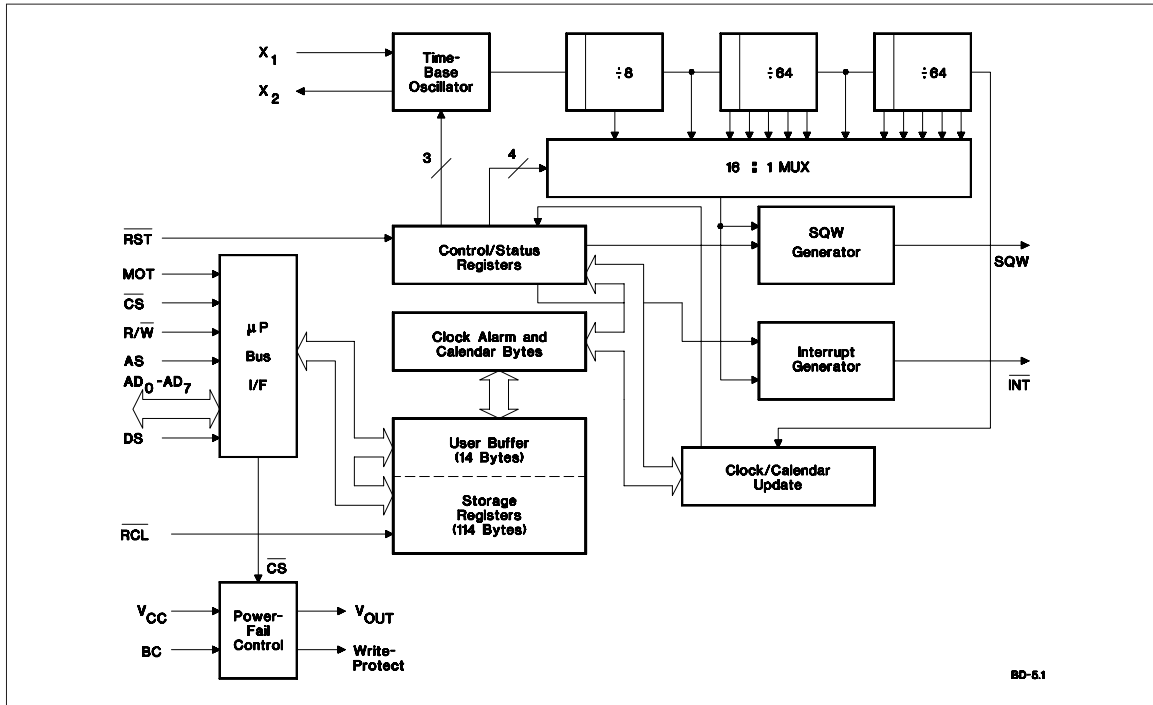 X1
X2
Time-
Base
Oscillator
÷8
÷64
÷64
3
4
16 : 1 MUX
RST
Control/Status
Registers
SQW
Generator
SQW
MOT
CS
R/W
AS
AD0-AD7
DS
µP
Bus
I/F
Clock Alarm and
Calendar Bytes
Interrupt
Generator
INT
User Buffer
(14 Bytes)
Storage
Registers
(114 Bytes)
Clock/Calendar
Update
RCL
CS
VCC
BC
Power-
Fail
Control
VOUT
Write-
Protect
BD-5.1